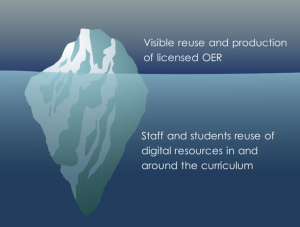 Visible reuse and production
of licensed OER
Staff and students reuse of
digital resources in and
around the curriculum